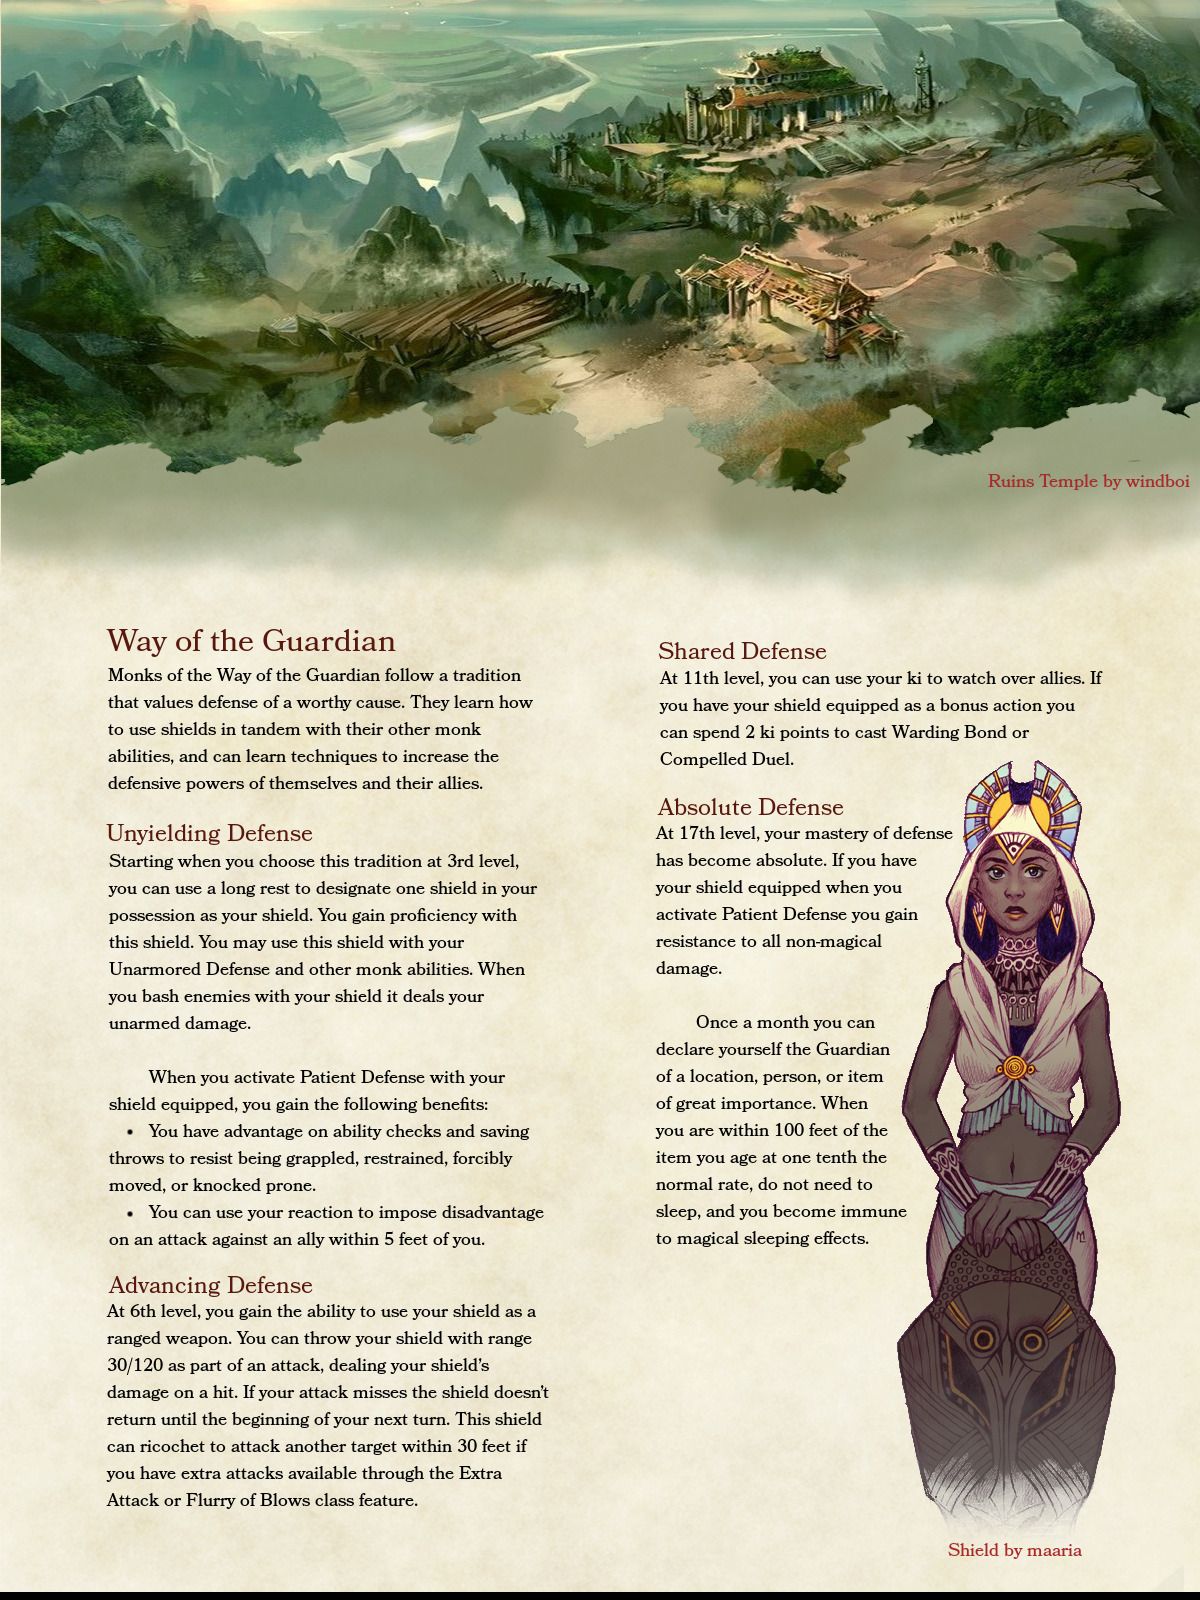 Ruins Temple by windboi
Way of the Guardian
Monks of the Way of the Guardian follow a tradition
that values defense of a worthy cause. They learn how
to use shields in tandem with their other monk
abilities, and can learn techniques to increase the
defensive powers of themselves and their allies.
Unyielding Defense
Starting when you choose this tradition at 3rd level,
you can use a long rest to designate one shield in your
possession as your shield. You gain proficiency with
this shield. You may use this shield with your
Unarmored Defense and other monk abilities. When
you bash enemies with your shield it deals your
unarmed damage.
When you activate Patient Defense with your
shield equipped, you gain the following benefits:
• You have advantage on ability checks and saving
throws to resist being grappled, restrained, forcibly
moved, or knocked prone.
• You can use your reaction to impose disadvantage
on an attack against an ally within 5 feet of you.
Advancing Defense
At 6th level, you gain the ability to use your shield as a
ranged weapon. You can throw your shield with range
30/120 as part of an attack, dealing your shield's
damage on a hit. If your attack misses the shield doesn't
return until the beginning of your next turn. This shield
can ricochet to attack another target within 30 feet if
you have extra attacks available through the Extra
Attack or Flurry of Blows class feature.
Shared Defense
At 11th level, you can use your ki to watch over allies. If
you have your shield equipped as a bonus action you
can spend 2 ki points to cast Warding Bond or
Compelled Duel.
Absolute Defense
At 17th level, your mastery of defense
has become absolute. If you have
your shield equipped when you
activate Patient Defense you gain
resistance to all non-magical
damage.
Once a month you can
declare yourself the Guardian
of a location, person, or item
of great importance. When
you are within 100 feet of the
item you age at one tenth the
normal rate, do not need to
sleep, and you become immune
to magical sleeping effects.
Shield by maaria